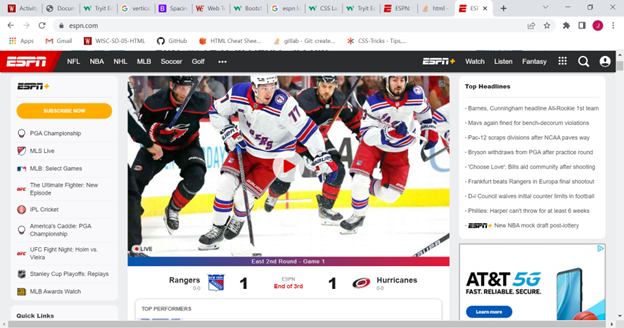 Activiti
Docum
Tryit E
vertica
Bootst
Spacin
Web T
Bootst
espn l
CSS La
Tryit E
ESPN
html -
ESF
espn.com
Apps
Gmail
WISC-SD-05-HTML
GitHub
HTML Cheat Shee...
gitlab - Git: create...
CSS-Tricks - Tips,...
ESPN
NFL
NBA
NHL
MLB
Soccer
Golf
•••
ESPN+
Watch
Listen
Fantasy
ESPN+
SUBSCRIBE NOW
PGA Championship
MLS Live
MLB: Select Games
The Ultimate Fighter: New
Episode
IPL Cricket
America's Caddie: PGA
Championship
UFC Fight Night: Holm vs.
Vieira
Stanley Cup Playoffs: Replays
MLB Awards Watch
Quick Links
77
LIVE
East 2nd Round - Game 1
Rangers
0-0
1
ESPN
End of 3rd
1
Hurricanes
0-0
TOP PERFORMERS
Top Headlines
Barnes, Cunningham headline All-Rookie 1st team
Mavs again fined for bench-decorum violations
Pac-12 scraps divisions after NCAA paves way
Bryson withdraws from PGA after practice round
'Choose Love': Bills aid community after shooting
Frankfurt beats Rangers in Europa final shootout
D-I Council waives initial counter limits in football
Phillies: Harper can't throw for at least 6 weeks
ESPN+ New NBA mock draft post-lottery
AT&T 5G
FAST. RELIABLE. SECURE.
Learn more